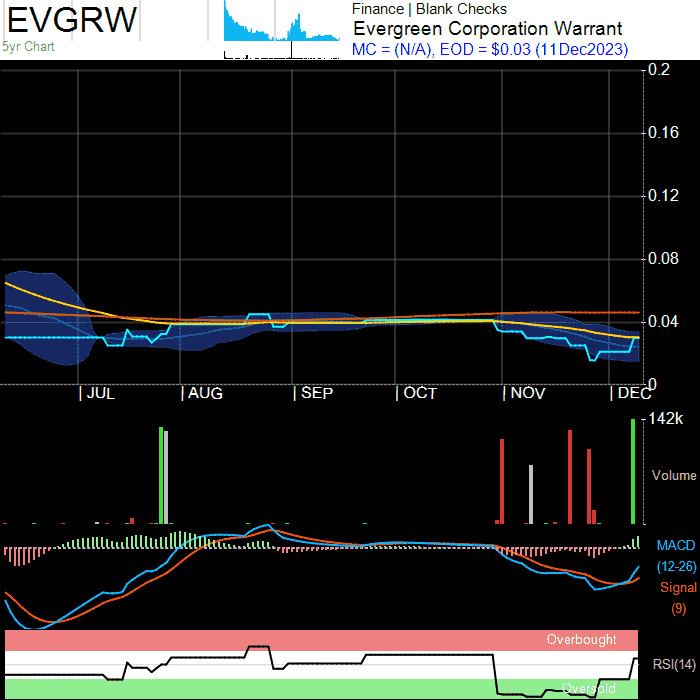 EVGRW
5yr Chart
Finance | Blank Checks
Evergreen Corporation Warrant
MC = (N/A), EOD = $0.03 (11Dec2023)
0.2
0.16
0.12
0.08
0.04
0
| JUL | AUG | SEP | OCT | NOV | DEC
142k
Volume
MACD
(12-26)
Signal
(9)
Overbought
RSI(14)
Oversold